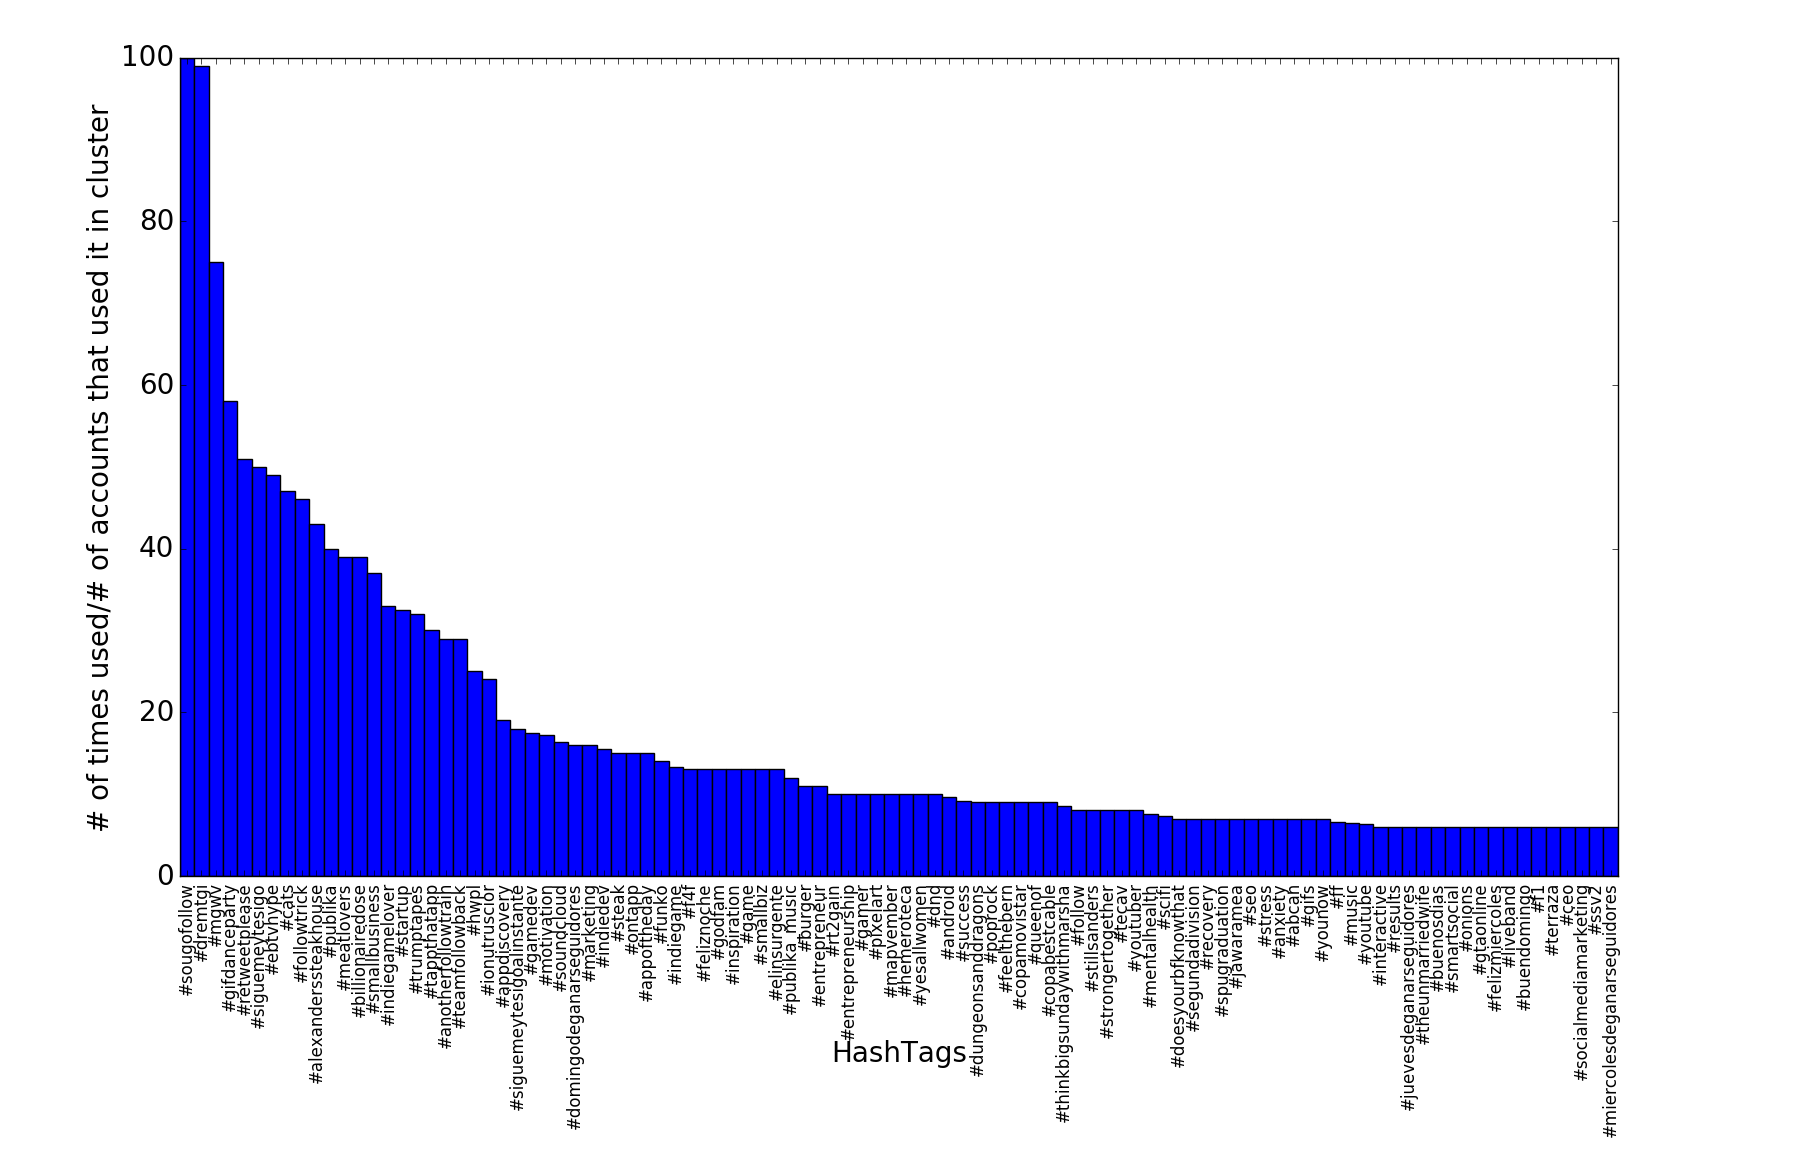 # of times used/# of accounts that used it in cluster
100
80
60
40
20
0
#sougofollow
#dremtgi
#mgwv
#gifdanceparty
#retweetplease
#siguemeytesigo
#ebtvhype
#cats
#followtrick
#alexanderssteakhouse
#publika
#meatlovers
#billionairedose
#smallbusiness
#indiegamelover
#startup
#trumptapes
#tappthattapp
#anotherfollowtrain
#teamfollowback
#hwpl
#ionutrusclor
#appdiscovery
#siguemeytesigoalinstante
#gamedev
#motivation
#soundcloud
#domingodeganarseguidores
#marketing
#indiedev
#steak
#ontapp
#appoftheday
#funko
#indiegame
#f4f
#feliznoche
#godfam
#inspiration
#game
#smallbiz
#elinsurgente
#publika_music
#burger
#entrepreneur
#rt2gain
#entrepreneurship
#gamer
#pixelart
#mapvember
#hemeroteca
#yesallwomen
#dnd
#android
#success
#dungeonsanddragons
#poprock
#feelthebern
#copamovistar
#queenof
#copabestcable
#thinkbigsundaywithmarsha
#follow
#stillsanders
#strongertogether
#tecav
#youtuber
#mentalhealth
#scifi
#doesyourbfknowthat
#segundadivision
#recovery
#spugraduation
#jawaramea
#seo
#stress
#anxiety
#abcah
#gifs
#younow
#ff
#music
#youtube
#interactive
#results
#juevesdeganarseguidores
#theunmarriedwife
#buenosdias
#smartsocial
#onions
#gtaonline
#felizmiercoles
#liveband
#buendomingo
#f1
#terraza
#ceo
#socialmediamarketing
#ssv2
#miercolesdeganarseguidores
HashTags